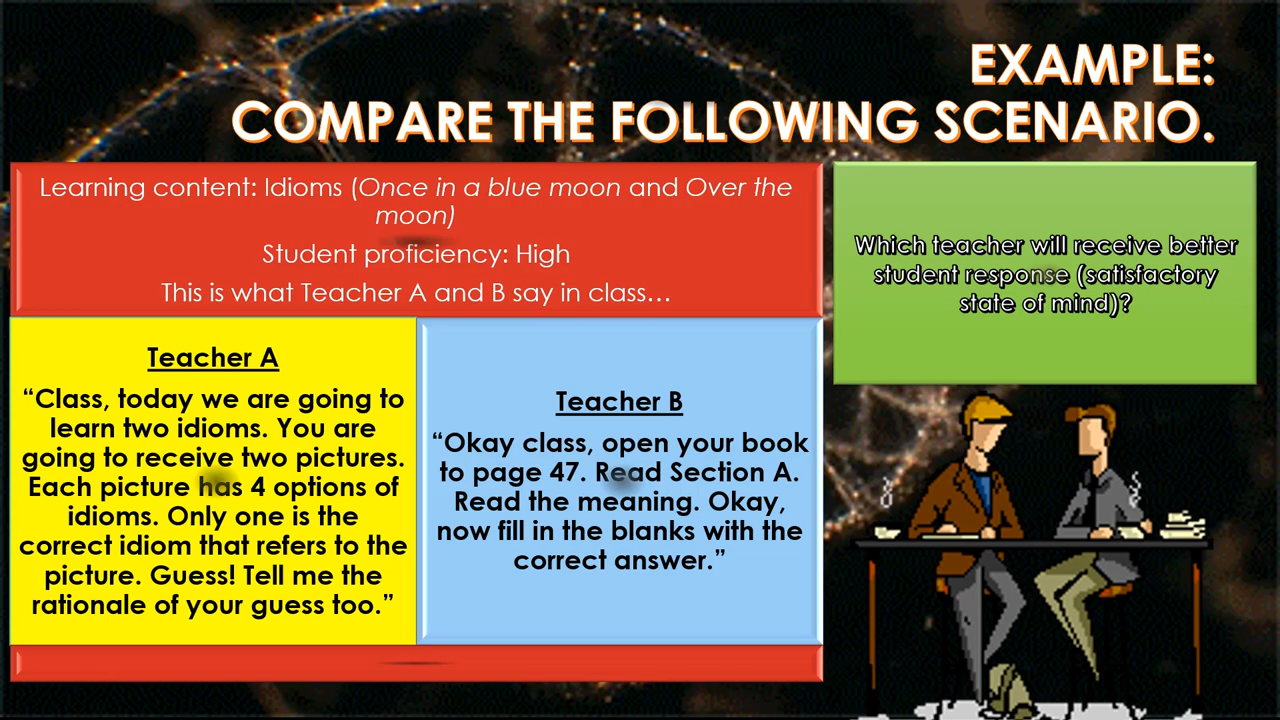 EXAMPLE:
COMPARE THE FOLLOWING SCENARIO.
Learning content: Idioms (Once in a blue moon and Over the
moon)
Student proficiency: High
This is what Teacher A and B say in class…
Teacher A
“Class, today we are going to
learn two idioms. You are
going to receive two pictures.
Each picture has 4 options of
idioms. Only one is the
correct idiom that refers to the
picture. Guess! Tell me the
rationale of your guess too.”
Teacher B
“Okay class, open your book
to page 47. Read Section A.
Read the meaning. Okay,
now fill in the blanks with the
correct answer.”
Which teacher will receive better
student response (satisfactory
state of mind)?